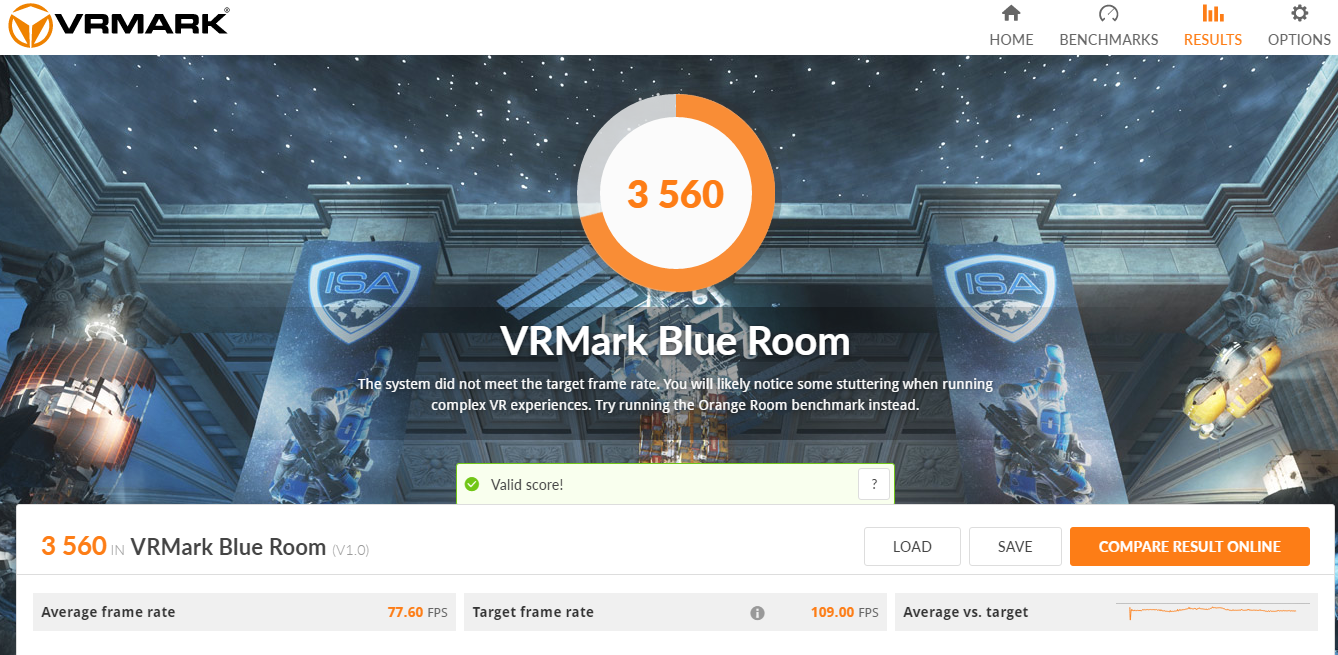 VRMARK®
HOME
BENCHMARKS
RESULTS
OPTIONS
3 560
ISA
ISA
VRMark Blue Room
The system did not meet the target frame rate. You will likely notice some stuttering when running
complex VR experiences. Try running the Orange Room benchmark instead.
Valid score!
?
3 560 IN VRMark Blue Room (V1.0)
LOAD
SAVE
COMPARE RESULT ONLINE
Average frame rate 77.60 FPS
Target frame rate 109.00 FPS
Average vs. target